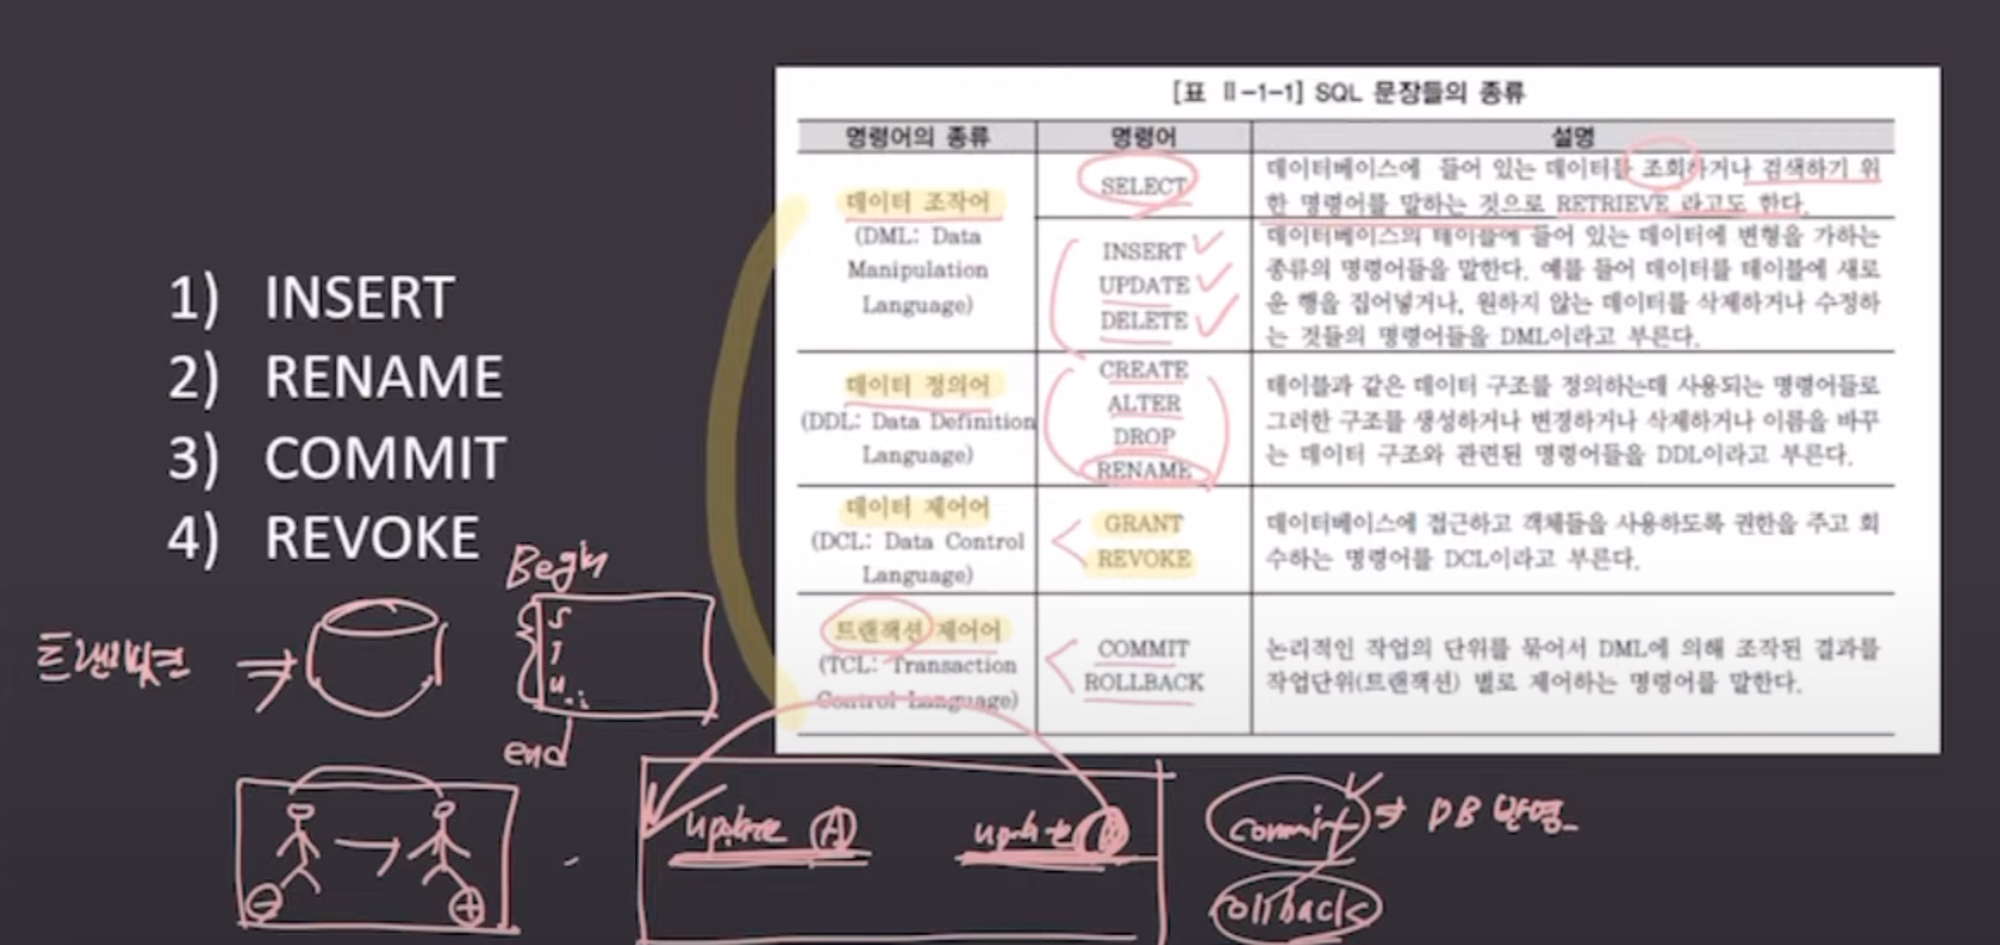 1) INSERT
2) RENAME
3) COMMIT
4) REVOKE
[표 Ⅱ-1-1] SQL 문장들의 종류
명령어의 종류 명령어 설명
데이터 조작어
(DML: Data
Manipulation
Language)
SELECT
데이터베이스에 들어 있는 데이터를 조회하거나 검색하기 위
한 명령어를 말하는 것으로 RETRIEVE 라고도 한다.
INSERT
UPDATE
DELETE
데이터베이스의 테이블에 들어 있는 데이터에 변형을 가하는
종류의 명령어들을 말한다. 예를 들어 데이터를 테이블에 새로
운 행을 집어넣거나, 원하지 않는 데이터를 삭제하거나 수정하
는 것들의 명령어들을 DML이라고 부른다.
데이터 정의어
(DDL: Data Definition
Language)
CREATE
ALTER
DROP
RENAME
테이블과 같은 데이터 구조를 정의하는데 사용되는 명령어들로
그러한 구조를 생성하거나 변경하거나 삭제하거나 이름을 바꾸
는 데이터 구조와 관련된 명령어들을 DDL이라고 부른다.
데이터 제어어
(DCL: Data Control
Language)
GRANT
REVOKE
데이터베이스에 접근하고 객체들을 사용하도록 권한을 주고 회
수하는 명령어를 DCL이라고 부른다.
트랜잭션 제어어
(TCL: Transaction
Control Language)
COMMIT
ROLLBACK
논리적인 작업의 단위를 묶어서 DML에 의해 조작된 결과를
작업단위(트랜잭션) 별로 제어하는 명령어를 말한다.
트랜잭션
Begin
S
I
u
end
update A
update B
commit ⇒ DB 반영
rollback